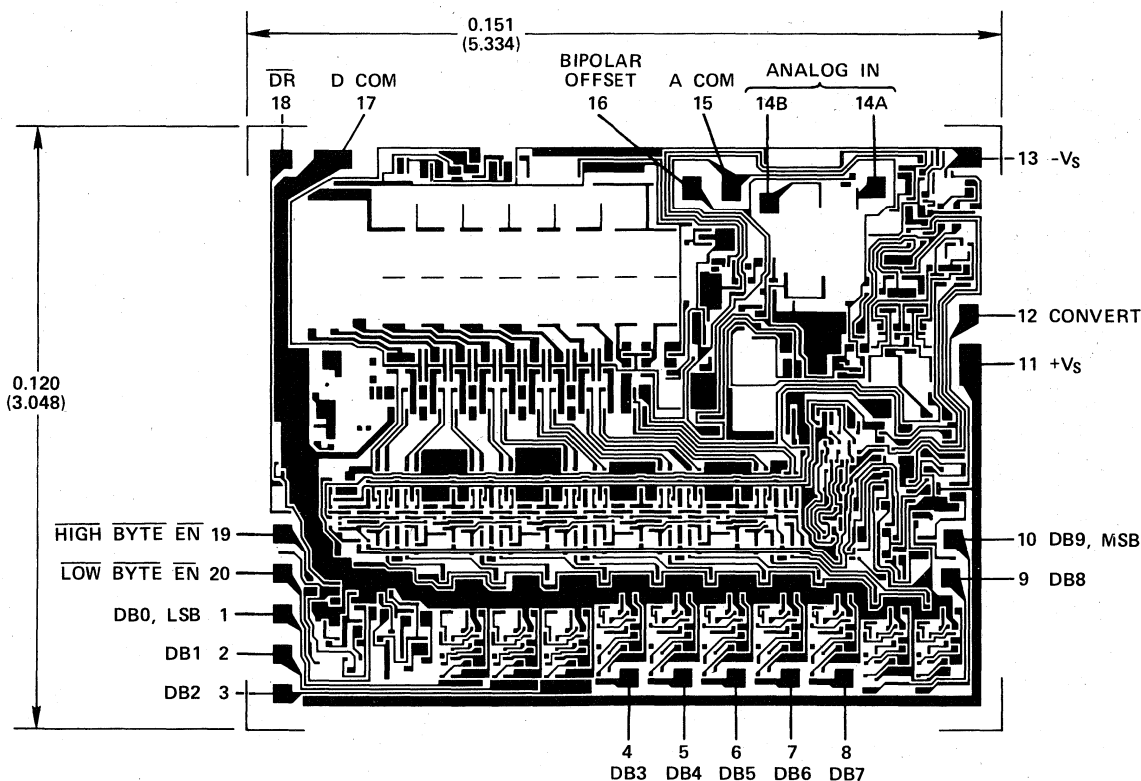 0.151
(5.334)
BIPOLAR
OFFSET
16
A COM
15
ANALOG IN
14B 14A
DR
18
D COM
17
13 -VS
12 CONVERT
11 +VS
0.120
(3.048)
HIGH BYTE EN 19
LOW BYTE EN 20
DB0, LSB 1
DB1 2
DB2 3
10 DB9, MSB
9 DB8
4
DB3
5
DB4
6
DB5
7
DB6
8
DB7